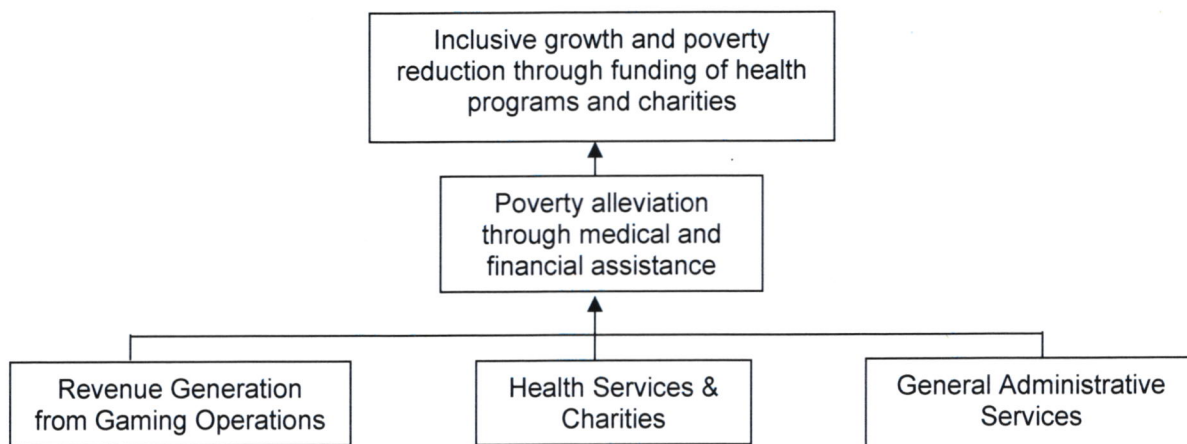 Inclusive growth and poverty
reduction through funding of health
programs and charities
Poverty alleviation
through medical and
financial assistance
Revenue Generation
from Gaming Operations
Health Services &
Charities
General Administrative
Services